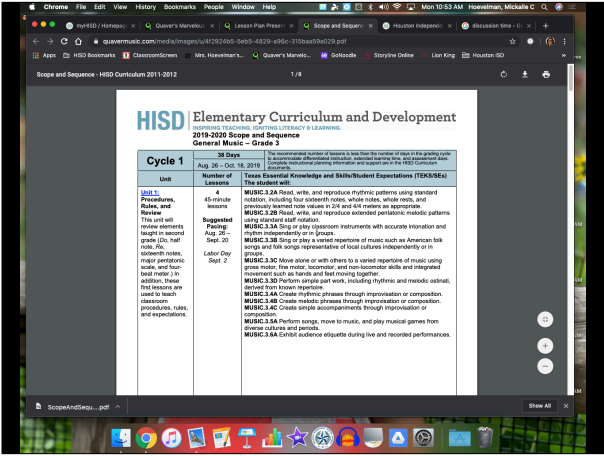 Chrome File Edit View History Bookmarks People Window Help Mon 10:53 AM Hoevelman, Mickalle C
myHISD / Homepag Quaver's Marvelou Lesson Plan Present Scope and Sequenc Houston Independen discussion time - G
quavermusic.com/media/images/u/4f2924b5-5eb5-4829-a96c-315baa59a029.pdf
Apps HISD Bookmarks ClassroomScreen Mrs. Hoevelman's... Quaver's Marvelo... GoNoodle Storyline Online Lion King Houston ISD »
Scope and Sequence - HISD Curriculum 2011-2012 1 / 8
HISD Elementary Curriculum and Development
INSPIRING TEACHING, IGNITING LITERACY & LEARNING.
2019-2020 Scope and Sequence
General Music – Grade 3
Cycle 1
38 Days
Aug. 26 – Oct. 18, 2019
The recommended number of lessons is less than the number of days in the grading cycle
to accommodate differentiated instruction, extended learning time, and assessment days.
Complete instructional planning information and support are in the HISD Curriculum
documents.
Unit
Number of
Lessons
Texas Essential Knowledge and Skills/Student Expectations (TEKS/SEs)
The student will:
Unit 1:
Procedures,
Rules, and
Review
This unit will
review elements
taught in second
grade (Do, half
note, Re,
sixteenth notes,
major pentatonic
scale, and four-
beat meter.) In
addition, these
first lessons are
used to teach
classroom
procedures, rules,
and expectations.
4
45-minute
lessons
Suggested
Pacing:
Aug. 26 –
Sept. 20
Labor Day
Sept. 2
MUSIC.3.2A Read, write, and reproduce rhythmic patterns using standard
notation, including four sixteenth notes, whole notes, whole rests, and
previously learned note values in 2/4 and 4/4 meters as appropriate.
MUSIC.3.2B Read, write, and reproduce extended pentatonic melodic patterns
using standard staff notation.
MUSIC.3.3A Sing or play classroom instruments with accurate intonation and
rhythm independently or in groups.
MUSIC.3.3B Sing or play a varied repertoire of music such as American folk
songs and folk songs representative of local cultures independently or in
groups.
MUSIC.3.3C Move alone or with others to a varied repertoire of music using
gross motor, fine motor, locomotor, and non-locomotor skills and integrated
movement such as hands and feet moving together.
MUSIC.3.3D Perform simple part work, including rhythmic and melodic ostinati,
derived from known repertoire.
MUSIC.3.4A Create rhythmic phrases through improvisation or composition.
MUSIC.3.4B Create melodic phrases through improvisation or composition.
MUSIC.3.4C Create simple accompaniments through improvisation or
composition.
MUSIC.3.5A Perform songs, move to music, and play musical games from
diverse cultures and periods.
MUSIC.3.6A Exhibit audience etiquette during live and recorded performances.
ScopeAndSequ....pdf Show All